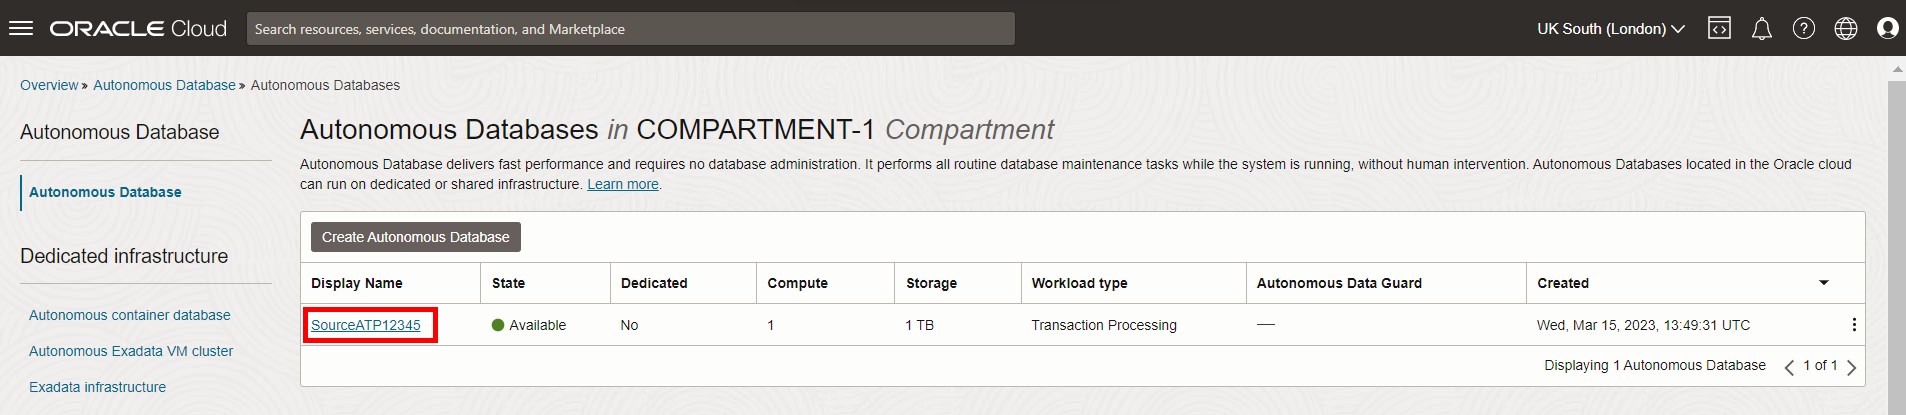 ORACLE Cloud
Search resources, services, documentation, and Marketplace
UK South (London)
Overview » Autonomous Database » Autonomous Databases
Autonomous Database
Autonomous Database
Dedicated infrastructure
Autonomous container database
Autonomous Exadata VM cluster
Exadata infrastructure
Autonomous Databases in COMPARTMENT-1 Compartment
Autonomous Database delivers fast performance and requires no database administration. It performs all routine database maintenance tasks while the system is running, without human intervention. Autonomous Databases located in the Oracle cloud
can run on dedicated or shared infrastructure. Learn more.
Create Autonomous Database
Display Name State Dedicated Compute Storage Workload type Autonomous Data Guard Created
SourceATP12345 Available No 1 1 TB Transaction Processing — Wed, Mar 15, 2023, 13:49:31 UTC
Displaying 1 Autonomous Database < 1 of 1 >